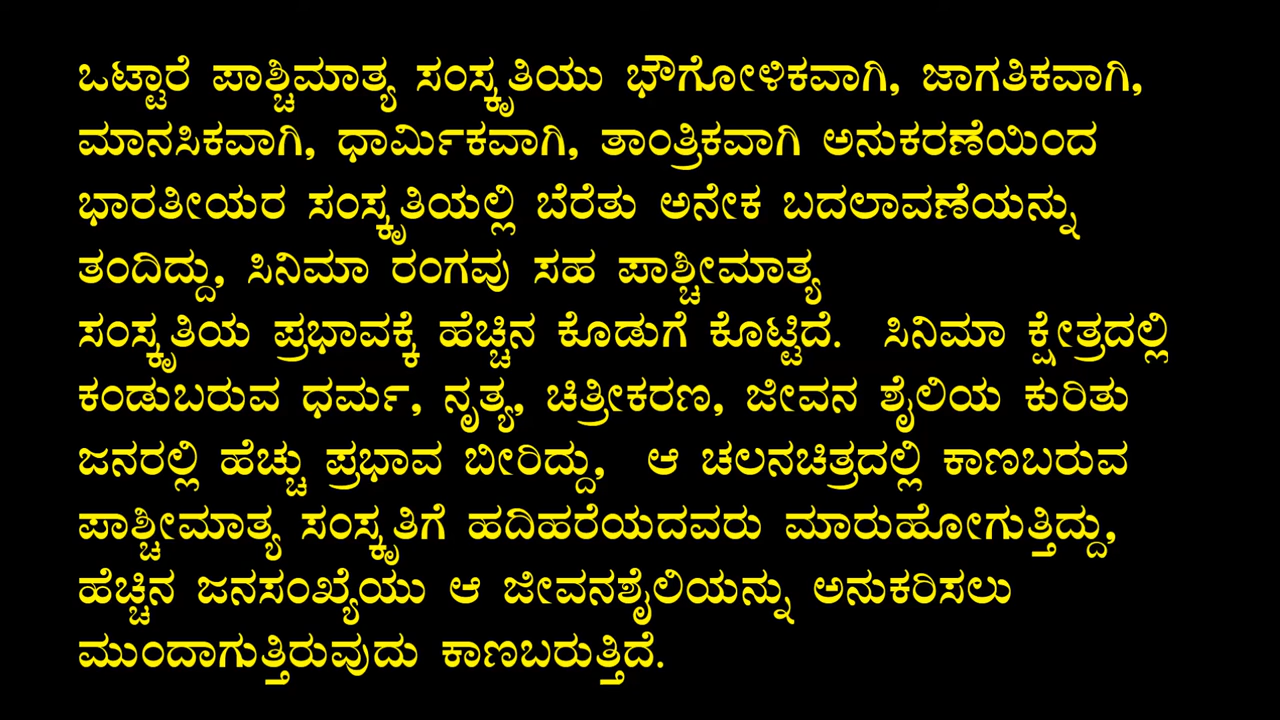 ಒಟ್ಟಾರೆ ಪಾಶ್ಚಿಮಾತ್ಯ ಸಂಸ್ಕೃತಿಯು ಭೌಗೋಳಿಕವಾಗಿ, ಜಾಗತಿಕವಾಗಿ,
ಮಾನಸಿಕವಾಗಿ, ಧಾರ್ಮಿಕವಾಗಿ, ತಾಂತ್ರಿಕವಾಗಿ ಅನುಕರಣೆಯಿಂದ
ಭಾರತೀಯರ ಸಂಸ್ಕೃತಿಯಲ್ಲಿ ಬೆರೆತು ಅನೇಕ ಬದಲಾವಣೆಯನ್ನು
ತಂದಿದ್ದು, ಸಿನಿಮಾ ರಂಗವು ಸಹ ಪಾಶ್ಚೀಮಾತ್ಯ
ಸಂಸ್ಕೃತಿಯ ಪ್ರಭಾವಕ್ಕೆ ಹೆಚ್ಚಿನ ಕೊಡುಗೆ ಕೊಟ್ಟಿದೆ. ಸಿನಿಮಾ ಕ್ಷೇತ್ರದಲ್ಲಿ
ಕಂಡುಬರುವ ಧರ್ಮ, ನೃತ್ಯ, ಚಿತ್ರೀಕರಣ, ಜೀವನ ಶೈಲಿಯ ಕುರಿತು
ಜನರಲ್ಲಿ ಹೆಚ್ಚು ಪ್ರಭಾವ ಬೀರಿದ್ದು, ಆ ಚಲನಚಿತ್ರದಲ್ಲಿ ಕಾಣಬರುವ
ಪಾಶ್ಚೀಮಾತ್ಯ ಸಂಸ್ಕೃತಿಗೆ ಹದಿಹರೆಯದವರು ಮಾರುಹೋಗುತ್ತಿದ್ದು,
ಹೆಚ್ಚಿನ ಜನಸಂಖ್ಯೆಯು ಆ ಜೀವನಶೈಲಿಯನ್ನು ಅನುಕರಿಸಲು
ಮುಂದಾಗುತ್ತಿರುವುದು ಕಾಣಬರುತ್ತಿದೆ.